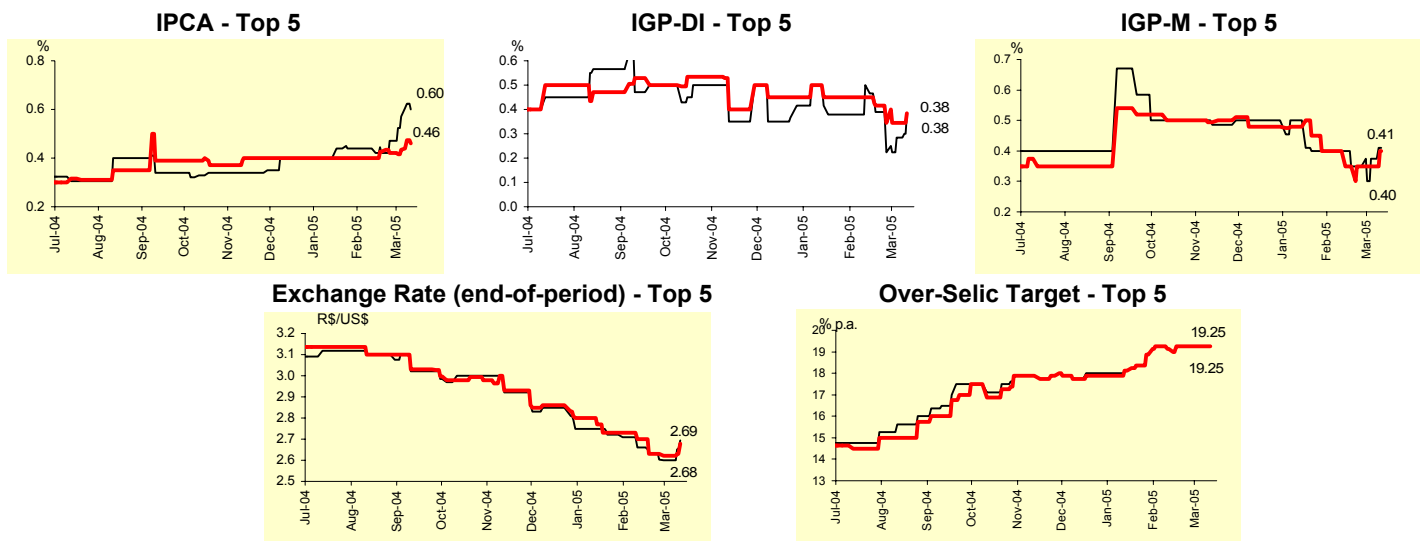 IPCA - Top 5
%
0.8
0.6
0.4
0.2
0.60
0.46
Jul-04
Aug-04
Sep-04
Oct-04
Nov-04
Dec-04
Jan-05
Feb-05
Mar-05
IGP-DI - Top 5
%
0.6
0.5
0.4
0.3
0.2
0.1
0.0
0.38
0.38
Jul-04
Aug-04
Sep-04
Oct-04
Nov-04
Dec-04
Jan-05
Feb-05
Mar-05
IGP-M - Top 5
%
0.7
0.6
0.5
0.4
0.3
0.2
0.41
0.40
Jul-04
Aug-04
Sep-04
Oct-04
Nov-04
Dec-04
Jan-05
Feb-05
Mar-05
Exchange Rate (end-of-period) - Top 5
R$/US$
3.2
3.1
3.0
2.9
2.8
2.7
2.6
2.5
2.69
2.68
Jul-04
Aug-04
Sep-04
Oct-04
Nov-04
Dec-04
Jan-05
Feb-05
Mar-05
Over-Selic Target - Top 5
% p.a.
20
19
18
17
16
15
14
13
19.25
19.25
Jul-04
Aug-04
Sep-04
Oct-04
Nov-04
Dec-04
Jan-05
Feb-05
Mar-05